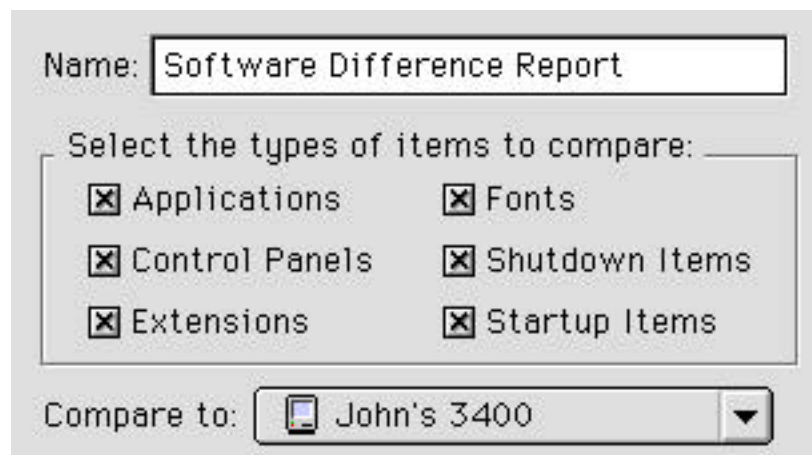 Name: Software Difference Report
Select the types of items to compare:
Applications Fonts
Control Panels Shutdown Items
Extensions Startup Items
Compare to: John's 3400